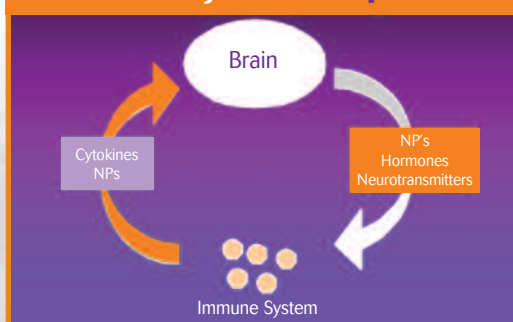 Brain
Cytokines
NPs
NP's
Hormones
Neurotransmitters
Immune System